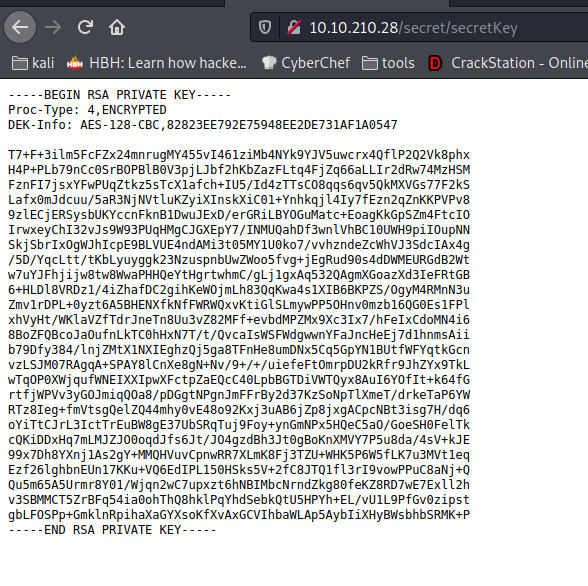 10.10.210.28/secret/secretKey
kali HBH: Learn how hacke... CyberChef tools CrackStation - Online
-----BEGIN RSA PRIVATE KEY-----
Proc-Type: 4,ENCRYPTED
DEK-Info: AES-128-CBC,82823EE792E75948EE2DE731AF1A0547

T7+F+3ilm5FcFZx24mnrugMY455vI461ziMb4NYk9YJV5uwcrx4QflP2Q2Vk8phx
H4P+PLb79nCc0SrBOPBlB0V3pjLJbf2hKbZazFLtq4FjZq66aLLIr2dRw74MzHSM
FznFI7jsxYFwPUqZtkz5sTcX1afch+IU5/Id4zTTsCO8qqs6qv5QkMXVGs77F2kS
Lafx0mJdcuu/5aR3NjNVtluKZyiXInskXiC01+Ynhkqjl4Iy7fEzn2qZnKKPVPv8
9zlECjERSysbUKYccnFknB1DwuJExD/erGRiLBYOGuMatc+EoagKkGpSZm4FtcIO
IrwxeyChI32vJs9W93PUqHMgCJGXEpY7/INMUQahDf3wnlVhBC10UWH9piIOupNN
SkjSbrIxOgWJhIcpE9BLVUE4ndAMi3t05MY1U0ko7/vvhzndeZcWhVJ3SdcIAx4g
/5D/YqcLtt/tKbLyuyggk23NzuspnbUwZWoo5fvg+jEgRud90s4dDWMEURGdB2Wt
w7uYJFhjijw8tw8WwaPHHQeYtHgrtwhmC/gLj1gxAq532QAgmXGoazXd3IeFRtGB
6+HLDl8VRDz1/4iZhafDC2gihKeWOjmLh83QqKwa4s1XIB6BKPZS/OgyM4RMnN3u
Zmv1rDPL+0yzt6A5BHENXfkNfFWRWQxvKtiGlSLmywPP5OHnv0mzb16QG0Es1FPl
xhVyHt/WKlaVZfTdrJneTn8Uu3vZ82MFf+evbdMPZMx9Xc3Ix7/hFeIxCdoMN4i6
8BoZFQBcoJaOufnLkTC0hHxN7T/t/QvcaIsWSFWdgwwnYFaJncHeEj7d1hnmsAii
b79Dfy384/lnjZMtX1NXIEghzQj5ga8TFnHe8umDNx5Cq5GpYN1BUtfWFYqtkGcn
vzLSJM07RAgqA+SPAY8lCnXe8gN+Nv/9+/+/uiefeFtOmrpDU2kRfr9JhZYx9TkL
wTqOP0XWjqufWNEIXXIpwXFctpZaEQcC40LpbBGTDiVWTQyx8AuI6YOfIt+k64fG
rtfjWPVv3yGOJmiqQOa8/pDGgtNPgnJmFFrBy2d37KzSoNpTlXmeT/drkeTaP6YW
RTz8Ieg+fmVtsgQelZQ44mhy0vE48o92Kxj3uAB6jZp8jxgACpcNBt3isg7H/dq6
oYiTtCJrL3IctTrEuBW8gE37UbSRqTuj9Foy+ynGmNPx5HQeC5aO/GoeSH0FelTk
cQKiDDxHq7mLMJZJO0oqdJfs6Jt/JO4gzdBh3Jt0gBoKnXMVY7P5u8da/4sV+kJE
99x7Dh8YXnj1As2gY+MMQHVuvCpnwRR7XLmK8Fj3TZU+WHK5P6W5fLK7u3MVt1eq
Ezf26lghbnEUn17KKu+VQ6EdIPL150HSks5V+2fC8JTQ1fl3rI9vowPPuC8aNj+Q
Qu5m65A5Urmr8Y01/Wjqn2wC7upxzt6hNBIMbcNrndZkg80feKZ8RD7wE7Exll2h
v3SBMMCT5ZrBFq54ia0ohThQ8hklPqYhdSebkQtU5HPYh+EL/vU1L9PfGv0zipst
gbLFOSPp+GmklnRpihaXaGYXsoKfXvAxGCVIhbaWLAp5AybIiXHyBWsbhbSRMK+P
-----END RSA PRIVATE KEY-----